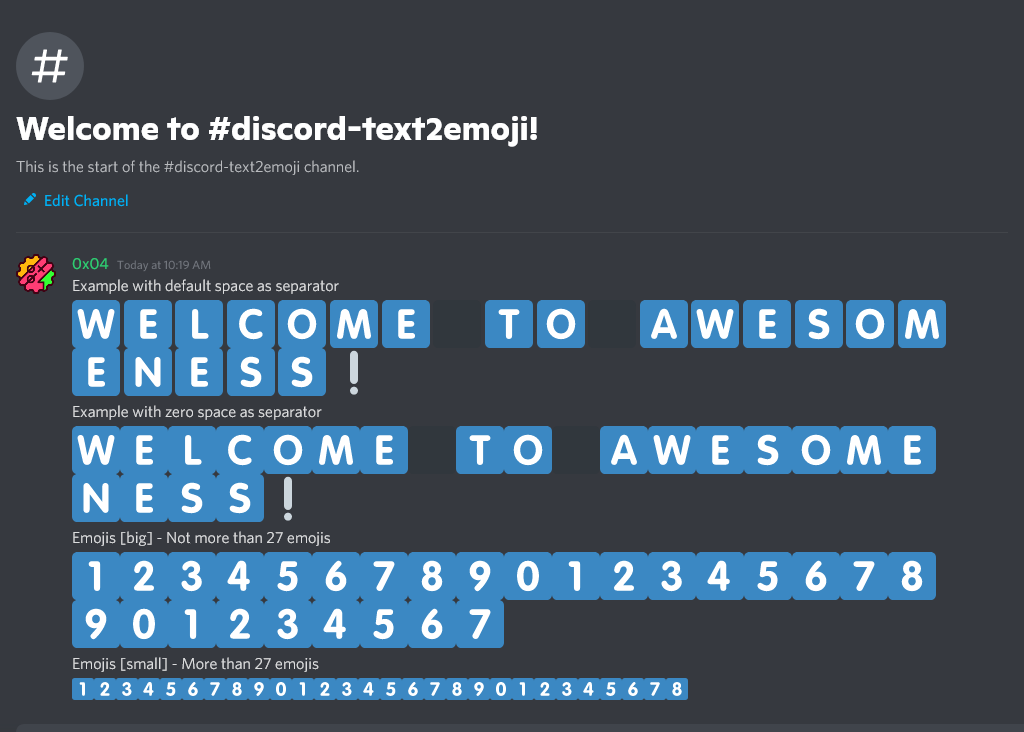 #
Welcome to #discord-text2emoji!
This is the start of the #discord-text2emoji channel.
Edit Channel
0x04 Today at 10:19 AM
Example with default space as separator
WELCOME TO AWESOM
ENESS!
Example with zero space as separator
WELCOME TO AWESOME
NESS!
Emojis [big] - Not more than 27 emojis
123456789012345678
901234567
Emojis [small] - More than 27 emojis
1234567890123456789012345678